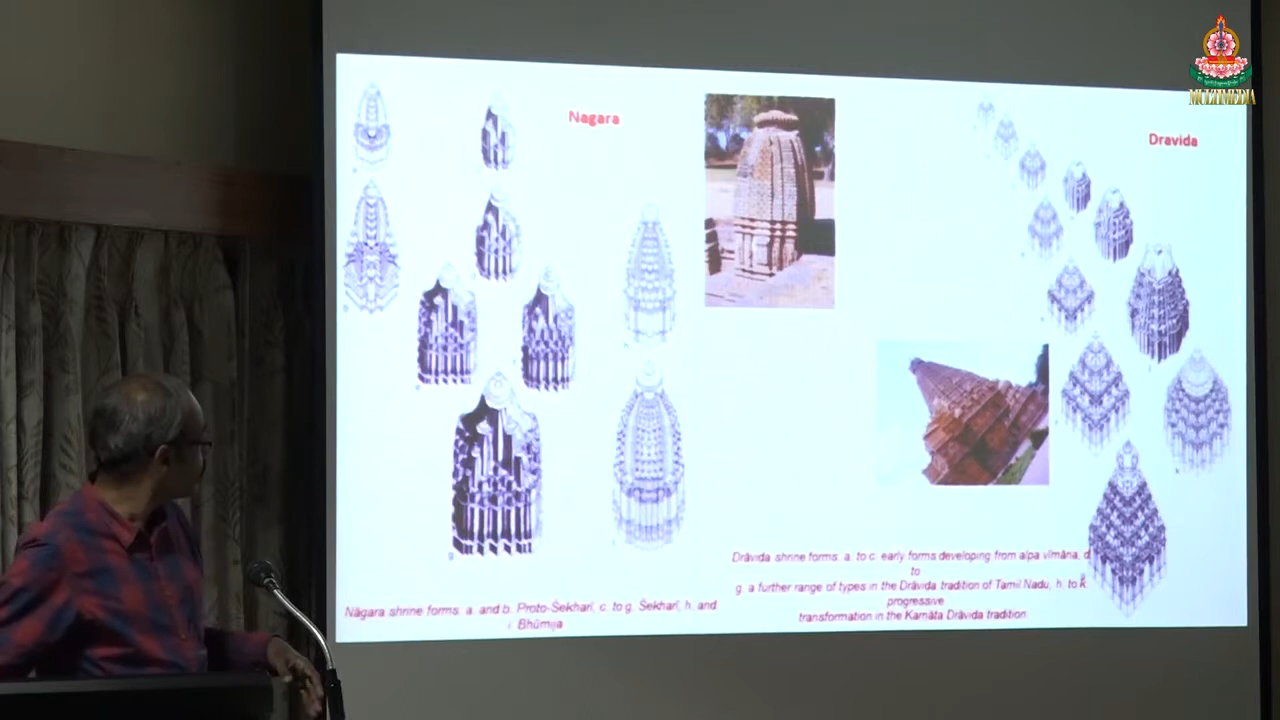 MULTIMEDIA
Nagara
Dravida
Nāgara shrine forms: a. and b. Proto-Śekharī, c. to g. Śekharī, h. and
i. Bhūmija
Drāvida shrine forms: a. to c. early forms developing from alpa vimāna, d.
to
g. a further range of types in the Drāvida tradition of Tamil Nadu, h. to k.
progressive
transformation in the Karnāta Drāvida tradition.